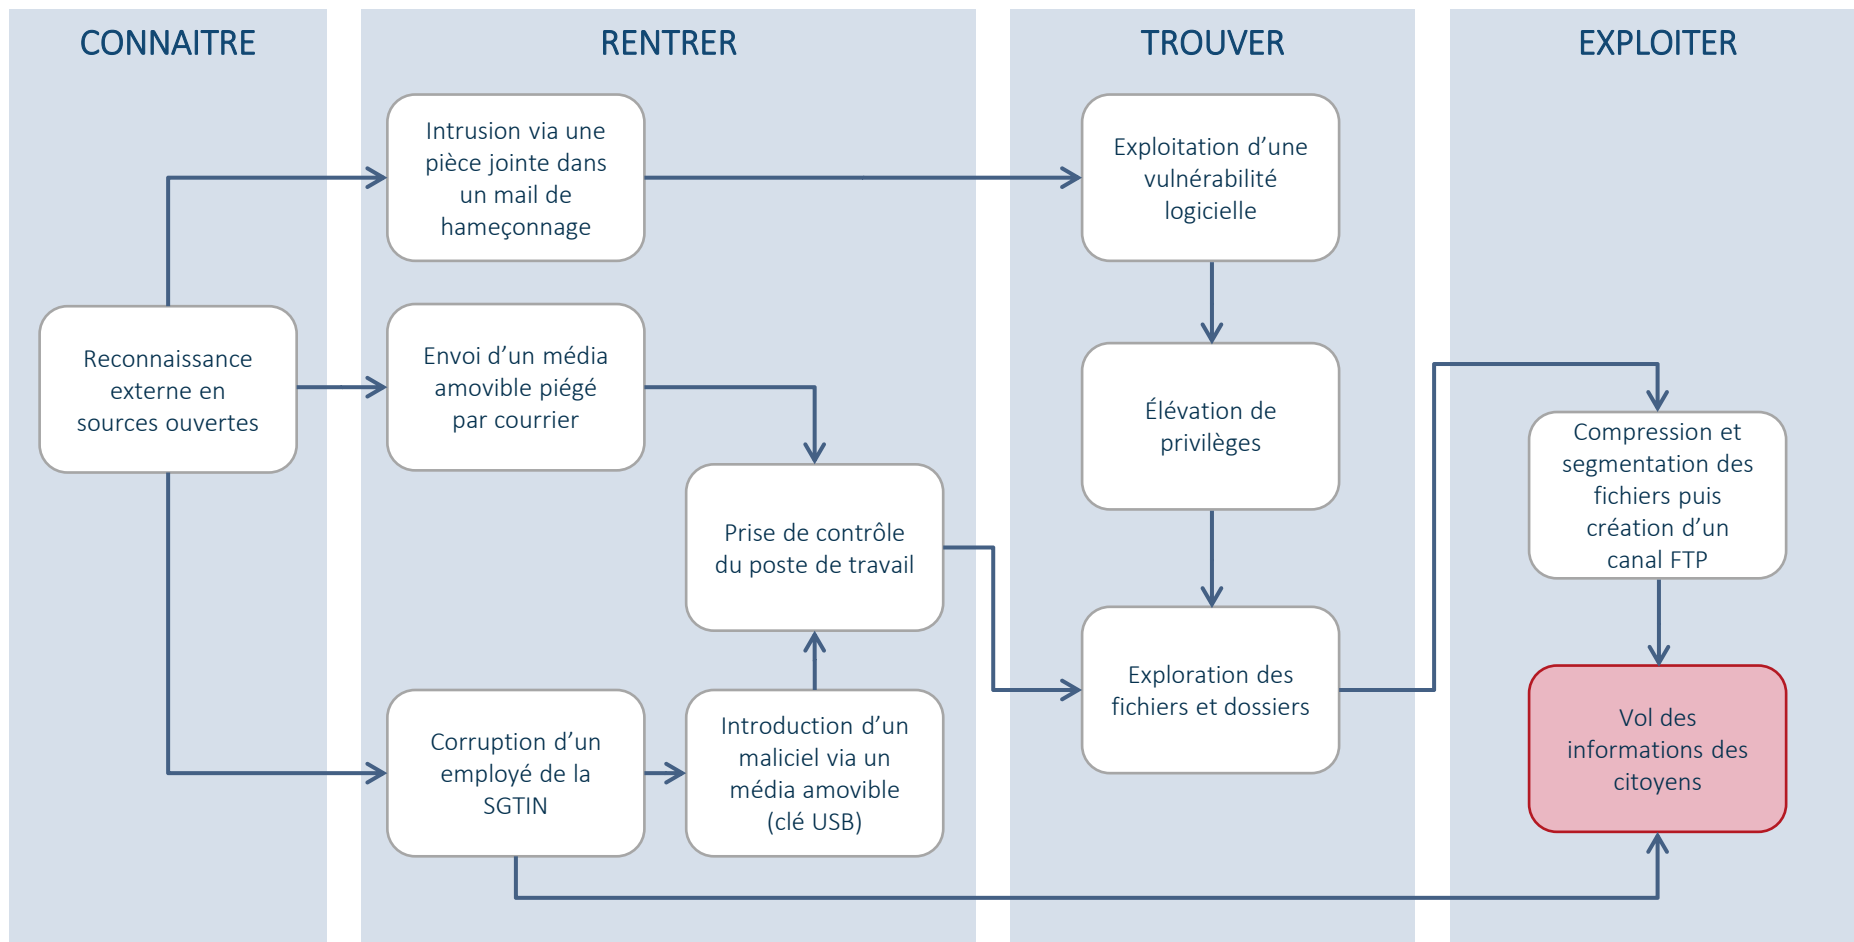 CONNAITRE
RENTRER
TROUVER
EXPLOITER
Reconnaissance
externe en
sources ouvertes
Intrusion via une
pièce jointe dans
un mail de
hameçonnage
Envoi d’un média
amovible piégé
par courrier
Prise de contrôle
du poste de travail
Corruption d’un
employé de la
SGTIN
Introduction d’un
maliciel via un
média amovible
(clé USB)
Exploitation d’une
vulnérabilité
logicielle
Élévation de
privilèges
Exploration des
fichiers et dossiers
Compression et
segmentation des
fichiers puis
création d’un
canal FTP
Vol des
informations des
citoyens